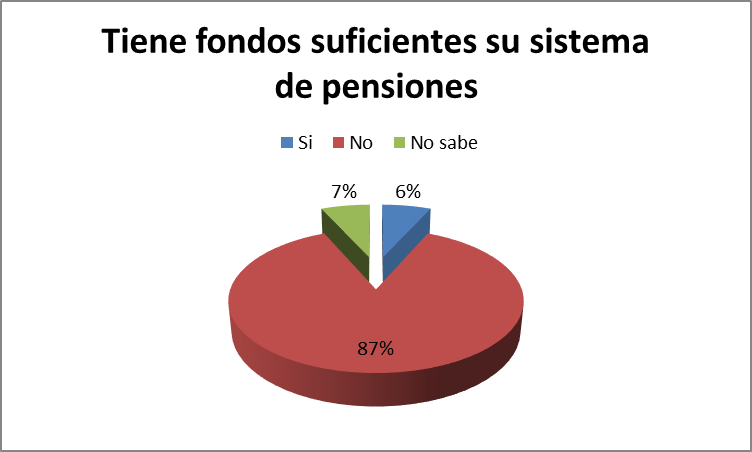 Tiene fondos suficientes su sistema
de pensiones
Si No No sabe
7% 6%
87%